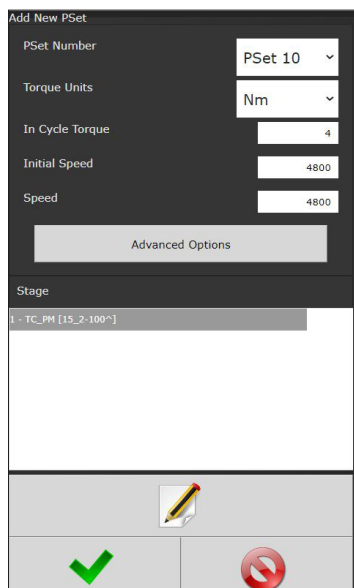 Add New PSet
PSet Number
PSet 10
Torque Units
Nm
In Cycle Torque
4
Initial Speed
4800
Speed
4800
Advanced Options
Stage
1 - TC_PM [15_2-100^]